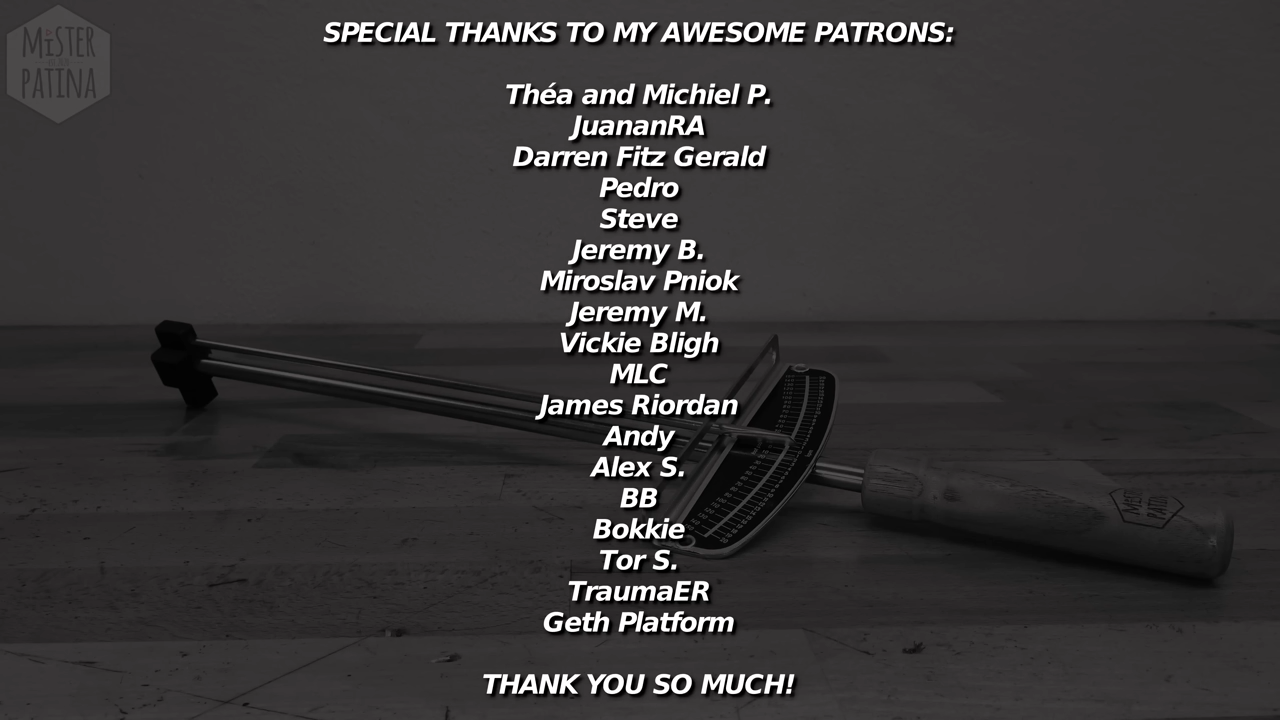 MiSTER
PATINA
SPECIAL THANKS TO MY AWESOME PATRONS:
Théa and Michiel P.
JuananRA
Darren Fitz Gerald
Pedro
Steve
Jeremy B.
Miroslav Pniok
Jeremy M.
Vickie Bligh
MLC
James Riordan
Andy
Alex S.
BB
Bokkie
Tor S.
TraumaER
Geth Platform
THANK YOU SO MUCH!
MiSTER
PATINA